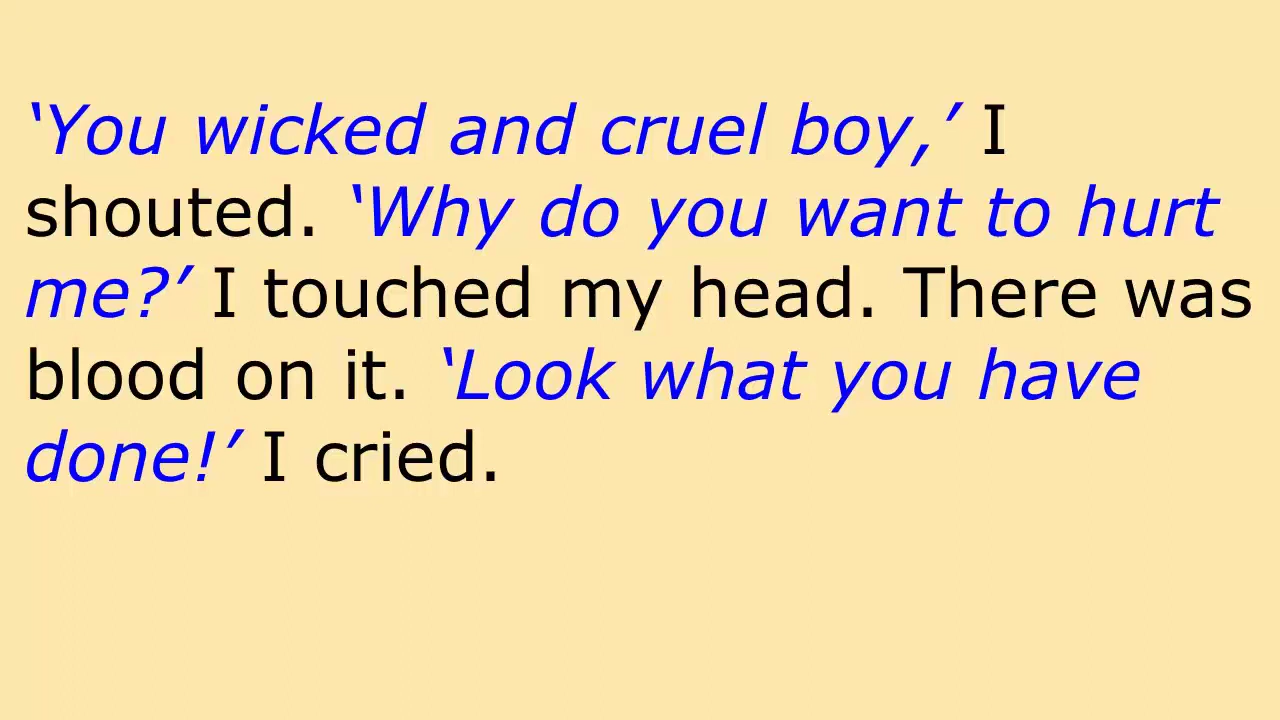 ‘You wicked and cruel boy,’ I
shouted. ‘Why do you want to hurt
me?’ I touched my head. There was
blood on it. ‘Look what you have
done!’ I cried.